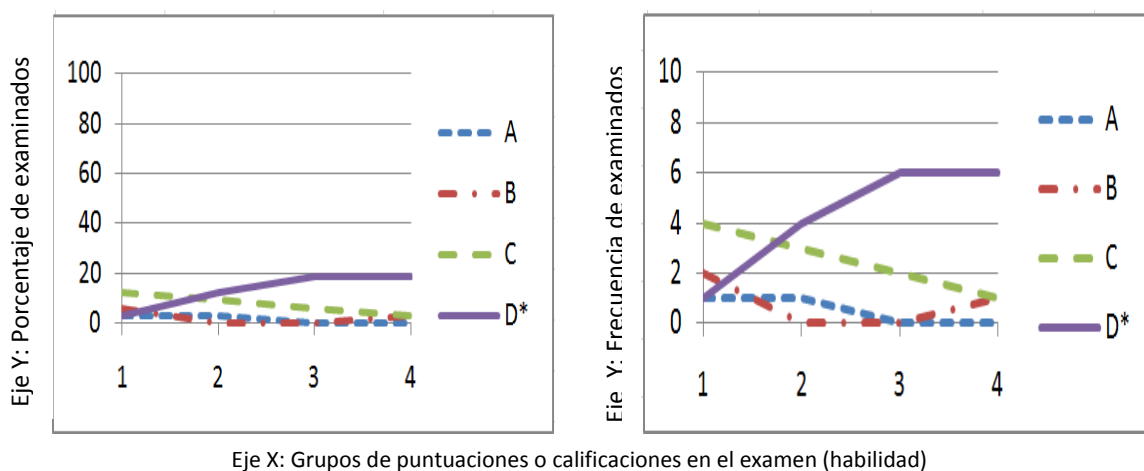 Eje Y: Porcentaje de examinados
100
80
60
40
20
0
1 2 3 4
A
B
C
D*
Eje Y: Frecuencia de examinados
10
8
6
4
2
0
1 2 3 4
A
B
C
D*
Eje X: Grupos de puntuaciones o calificaciones en el examen (habilidad)